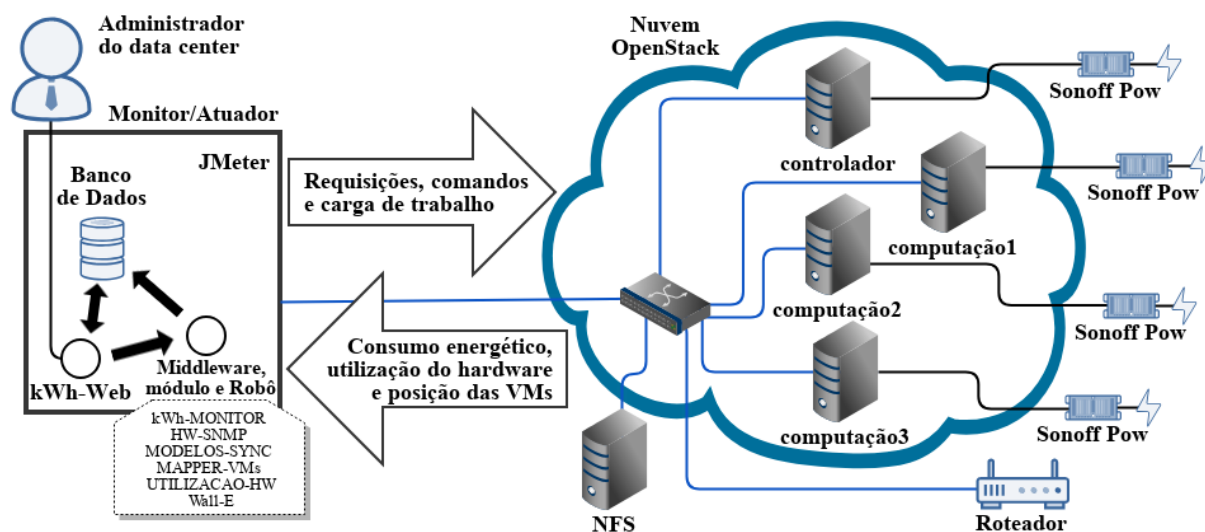 Administrador
do data center
Monitor/Atuador
JMeter
Banco
de Dados
kWh-Web
Middleware,
módulo e Robô
kWh-MONITOR
HW-SNMP
MODELOS-SYNC
MAPPER-VMs
UTILIZACAO-HW
Wall-E
Requisições, comandos
e carga de trabalho
Consumo energético,
utilização do hardware
e posição das VMs
Nuvem
OpenStack
controlador
computação1
computação2
computação3
NFS
Sonoff Pow
Sonoff Pow
Sonoff Pow
Sonoff Pow
Roteador